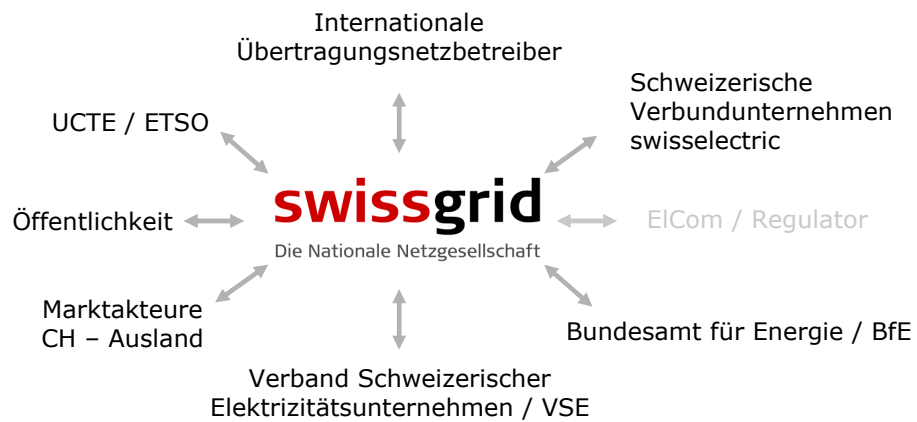 Internationale
Übertragungsnetzbetreiber
Schweizerische
Verbundunternehmen
swisselectric
UCTE / ETSO
swissgrid
Die Nationale Netzgesellschaft
Öffentlichkeit
ElCom / Regulator
Marktakteure
CH – Ausland
Bundesamt für Energie / BfE
Verband Schweizerischer
Elektrizitätsunternehmen / VSE